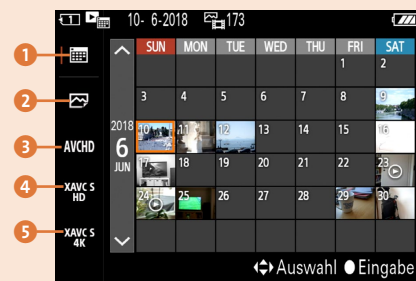 10- 6-2018 173
1
SUN MON TUE WED THU FRI SAT
1 2
2
3 4 5 6 7 8 9
2018
6
JUN
3 AVCHD
10 11 12 13 14 15 16
4 XAVC S HD
17 18 19 20 21 22 23
5 XAVC S 4K
24 25 26 27 28 29 30
Auswahl Eingabe